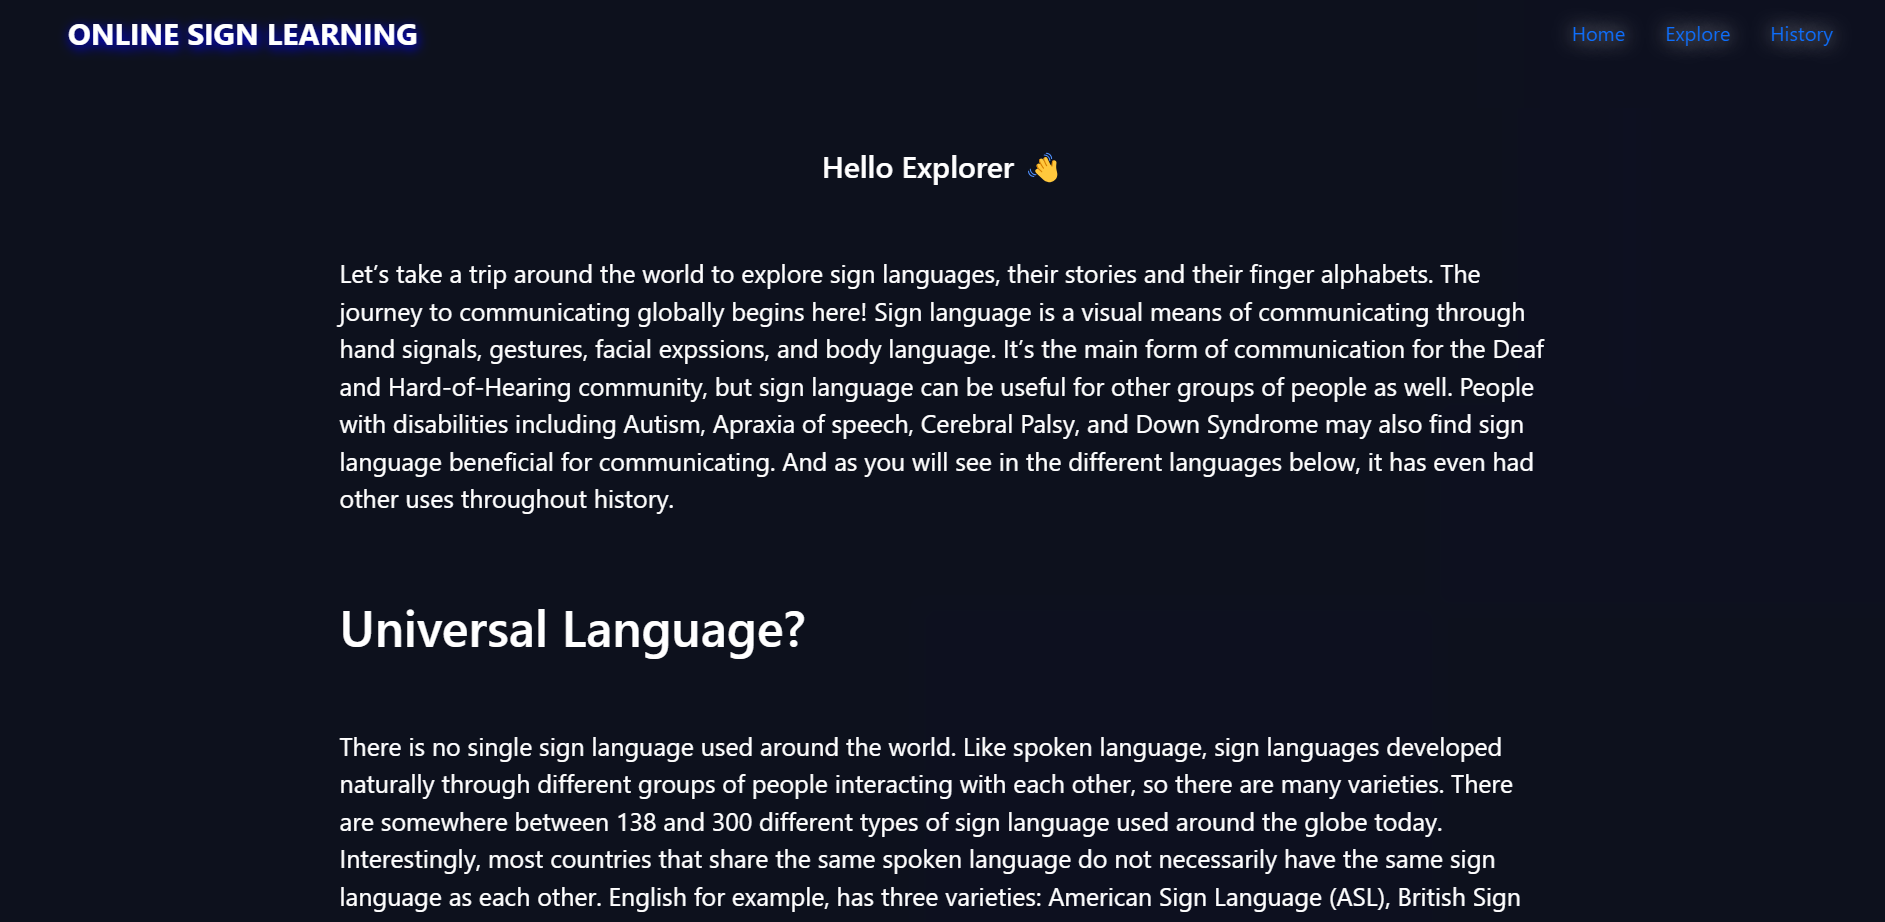 ONLINE SIGN LEARNING
Home Explore History
Hello Explorer 👋
Let’s take a trip around the world to explore sign languages, their stories and their finger alphabets. The
journey to communicating globally begins here! Sign language is a visual means of communicating through
hand signals, gestures, facial expssions, and body language. It’s the main form of communication for the Deaf
and Hard-of-Hearing community, but sign language can be useful for other groups of people as well. People
with disabilities including Autism, Apraxia of speech, Cerebral Palsy, and Down Syndrome may also find sign
language beneficial for communicating. And as you will see in the different languages below, it has even had
other uses throughout history.
Universal Language?
There is no single sign language used around the world. Like spoken language, sign languages developed
naturally through different groups of people interacting with each other, so there are many varieties. There
are somewhere between 138 and 300 different types of sign language used around the globe today.
Interestingly, most countries that share the same spoken language do not necessarily have the same sign
language as each other. English for example, has three varieties: American Sign Language (ASL), British Sign